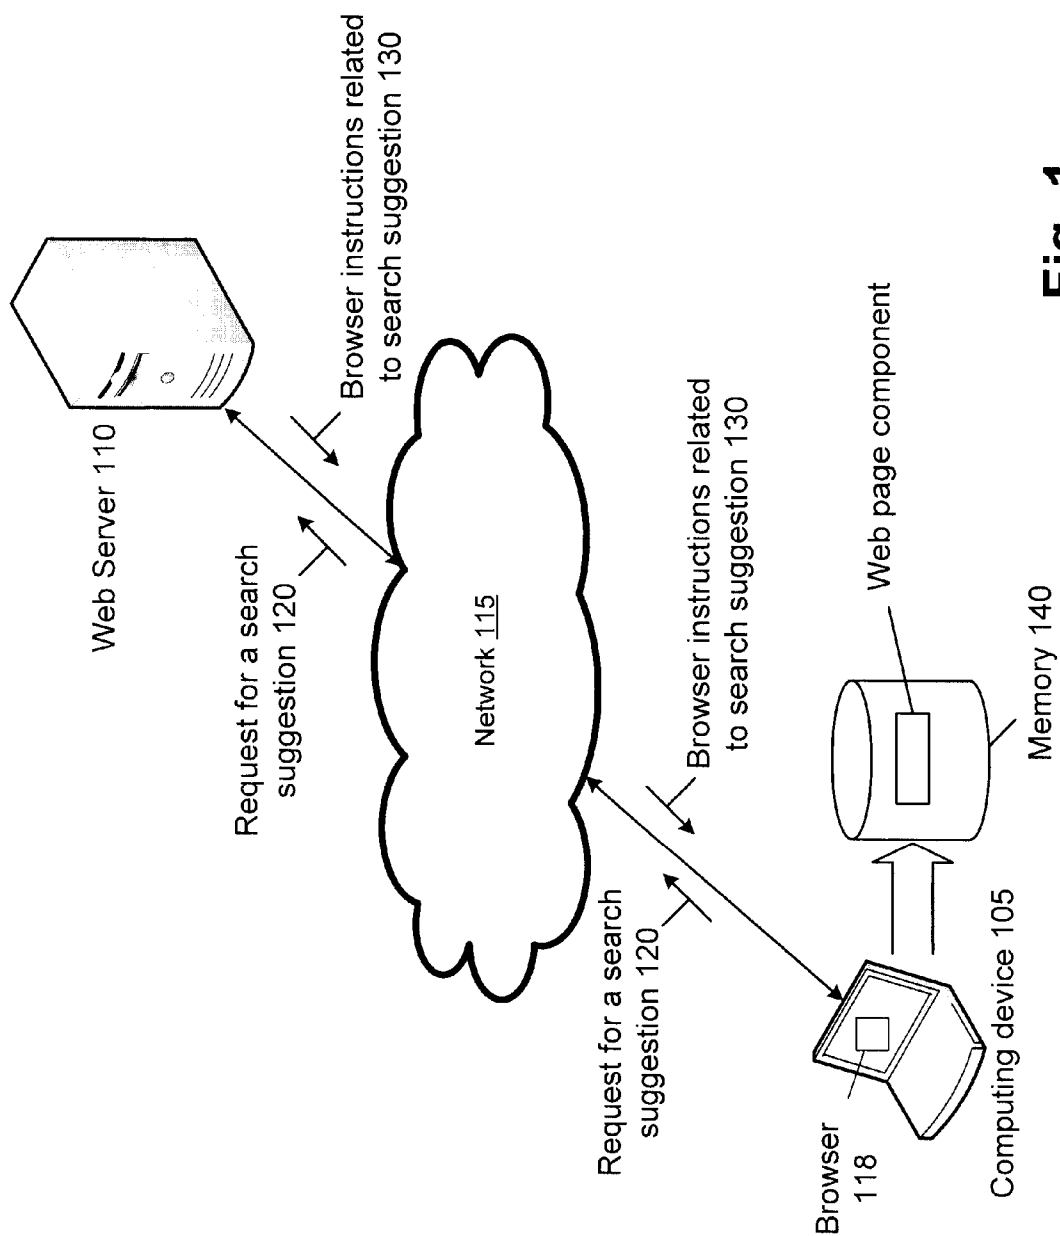 Web Server 110
Request for a search
suggestion 120
Browser instructions related
to search suggestion 130
Network 115
Request for a search
suggestion 120
Browser instructions related
to search suggestion 130
Browser
118
Computing device 105
Web page component
Memory 140
Fig. 1